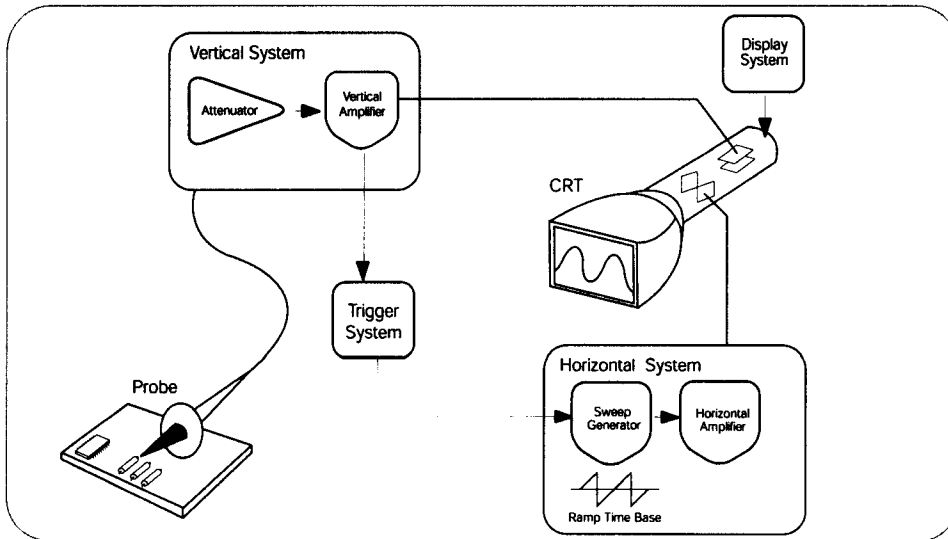 Vertical System
Attenuator
Vertical
Amplifier
Display
System
CRT
Trigger
System
Probe
Horizontal System
Sweep
Generator
Horizontal
Amplifier
Ramp Time Base